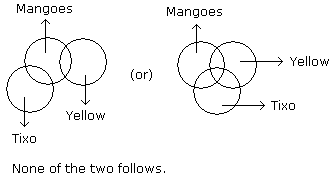 Mangoes
Mangoes
Yellow
(or)
Tixo
Yellow
Tixo
None of the two follows.